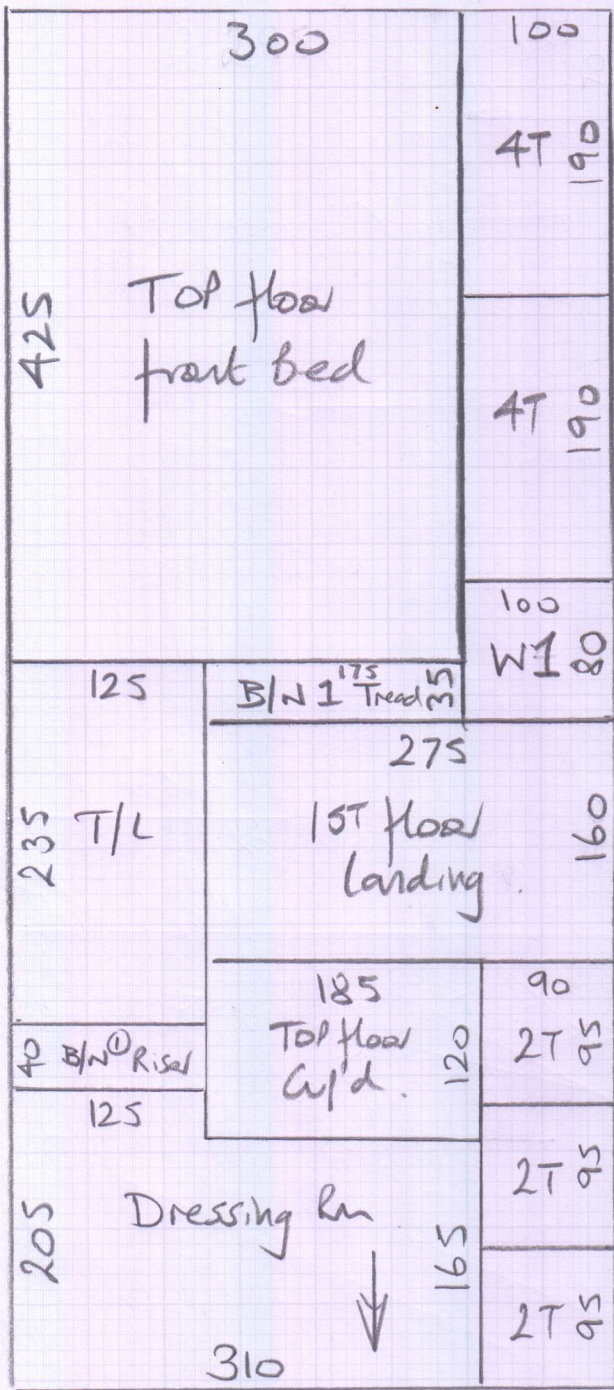 300
100
4T 190
425
TOP floor
front bed
4T 190
100
W1 80
125
B/N 1 175 Tread 35
275
235 T/L
1ST floor
landing.
160
185
90
TOP floor
120
2T 95
40 B/N ① Riser
125
2T 95
Dressing Rm
205
165
2T 95
310